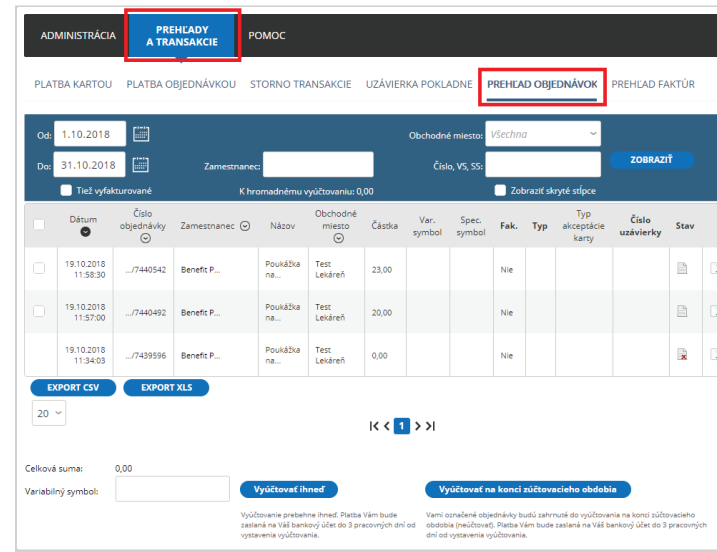 ADMINISTRÁCIA PREHĽADY A TRANSAKCIE POMOC
PLATBA KARTOU PLATBA OBJEDNÁVKOU STORNO TRANSAKCIE UZÁVIERKA POKLADNE PREHĽAD OBJEDNÁVOK PREHĽAD FAKTÚR
Od: 1.10.2018 Obchodné miesto: Všechna
Do: 31.10.2018 Zamestnanec: Číslo, VS, SS: ZOBRAZIŤ
Tiež vyfakturované K hromadnému vyúčtovaniu: 0,00 Zobraziť skryté stĺpce
Dátum Číslo objednávky Zamestnanec Názov Obchodné miesto Částka Var. symbol Spec. symbol Fak. Typ Typ akceptácie karty Číslo uzávierky Stav
19.10.2018 11:58:30 .../7440542 Benefit P... Poukážka na... Test Lekáreň 23,00 Nie
19.10.2018 11:57:00 .../7440492 Benefit P... Poukážka na... Test Lekáreň 20,00 Nie
19.10.2018 11:34:03 .../7439596 Benefit P... Poukážka na... Test Lekáreň 0,00 Nie
EXPORT CSV EXPORT XLS
20 1
Celková suma: 0,00
Variabilný symbol: Vyúčtovať ihneď Vyúčtovať na konci zúčtovacieho obdobia
Vyúčtovanie prebehne ihneď. Platba Vám bude
zaslaná na Váš bankový účet do 3 pracovných dní od
vystavenia vyúčtovania.
Vami označené objednávky budú zahrnuté do vyúčtovania na konci zúčtovacieho
obdobia (neúčtovať). Platba Vám bude zaslaná na Váš bankový účet do 3 pracovných
dní od vystavenia vyúčtovania.